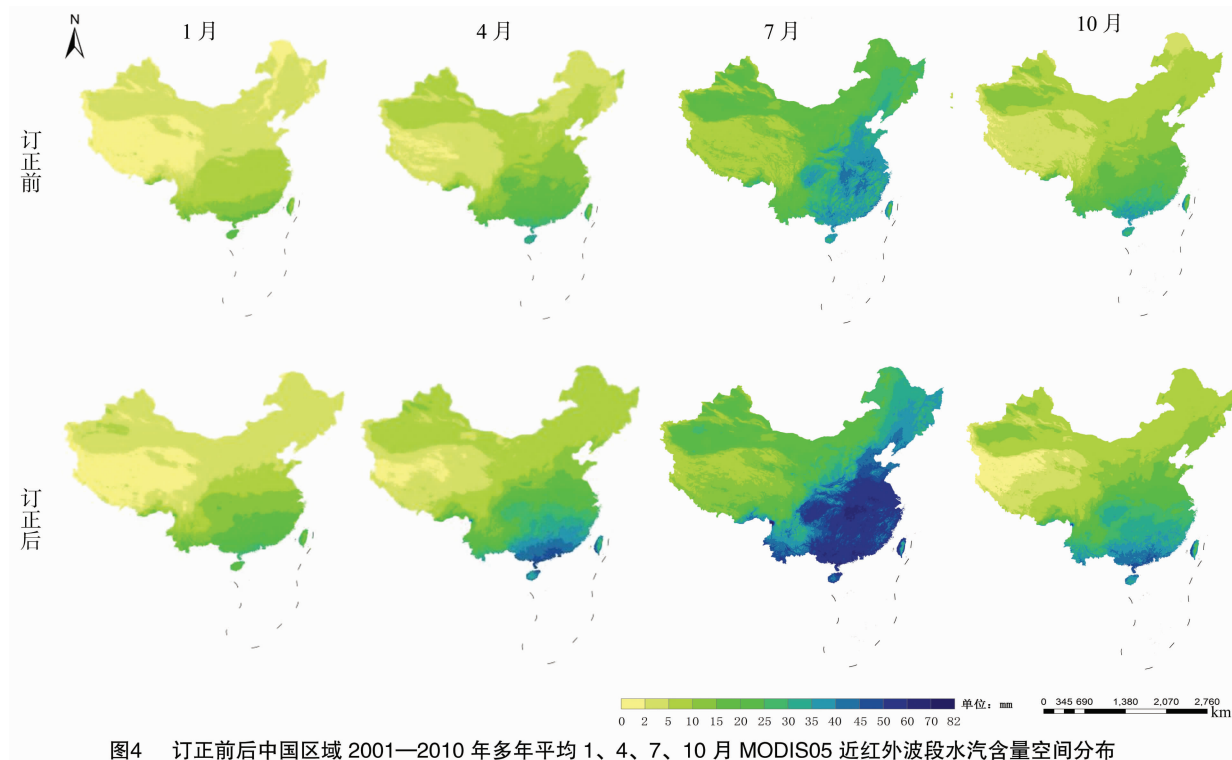 N
1月 4月 7月 10月
订正前
订正后
单位：mm
0 2 5 10 15 20 25 30 35 40 45 50 60 70 82
0 345 690 1,380 2,070 2,760
km
图4 订正前后中国区域 2001—2010 年多年平均 1、4、7、10 月 MODIS05 近红外波段水汽含量空间分布